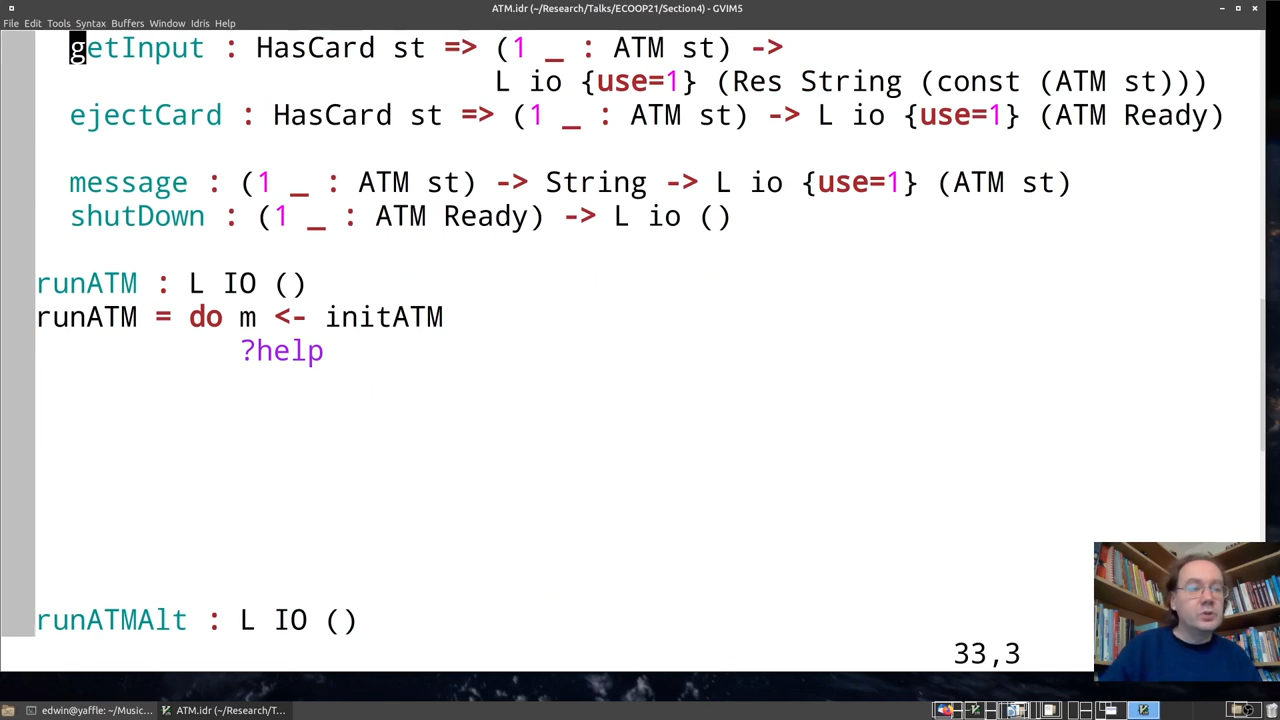 ATM.idr (~/Research/Talks/ECOOP21/Section4) - GVIM5
File Edit Tools Syntax Buffers Window Idris Help
getInput : HasCard st => (1 _ : ATM st) ->
L io {use=1} (Res String (const (ATM st)))
ejectCard : HasCard st => (1 _ : ATM st) -> L io {use=1} (ATM Ready)
message : (1 _ : ATM st) -> String -> L io {use=1} (ATM st)
shutDown : (1 _ : ATM Ready) -> L io ()
runATM : L IO ()
runATM = do m <- initATM
?help
runATMAlt : L IO ()
33,3
edwin@yaffle: ~/Music...
ATM.idr (~/Research/T...